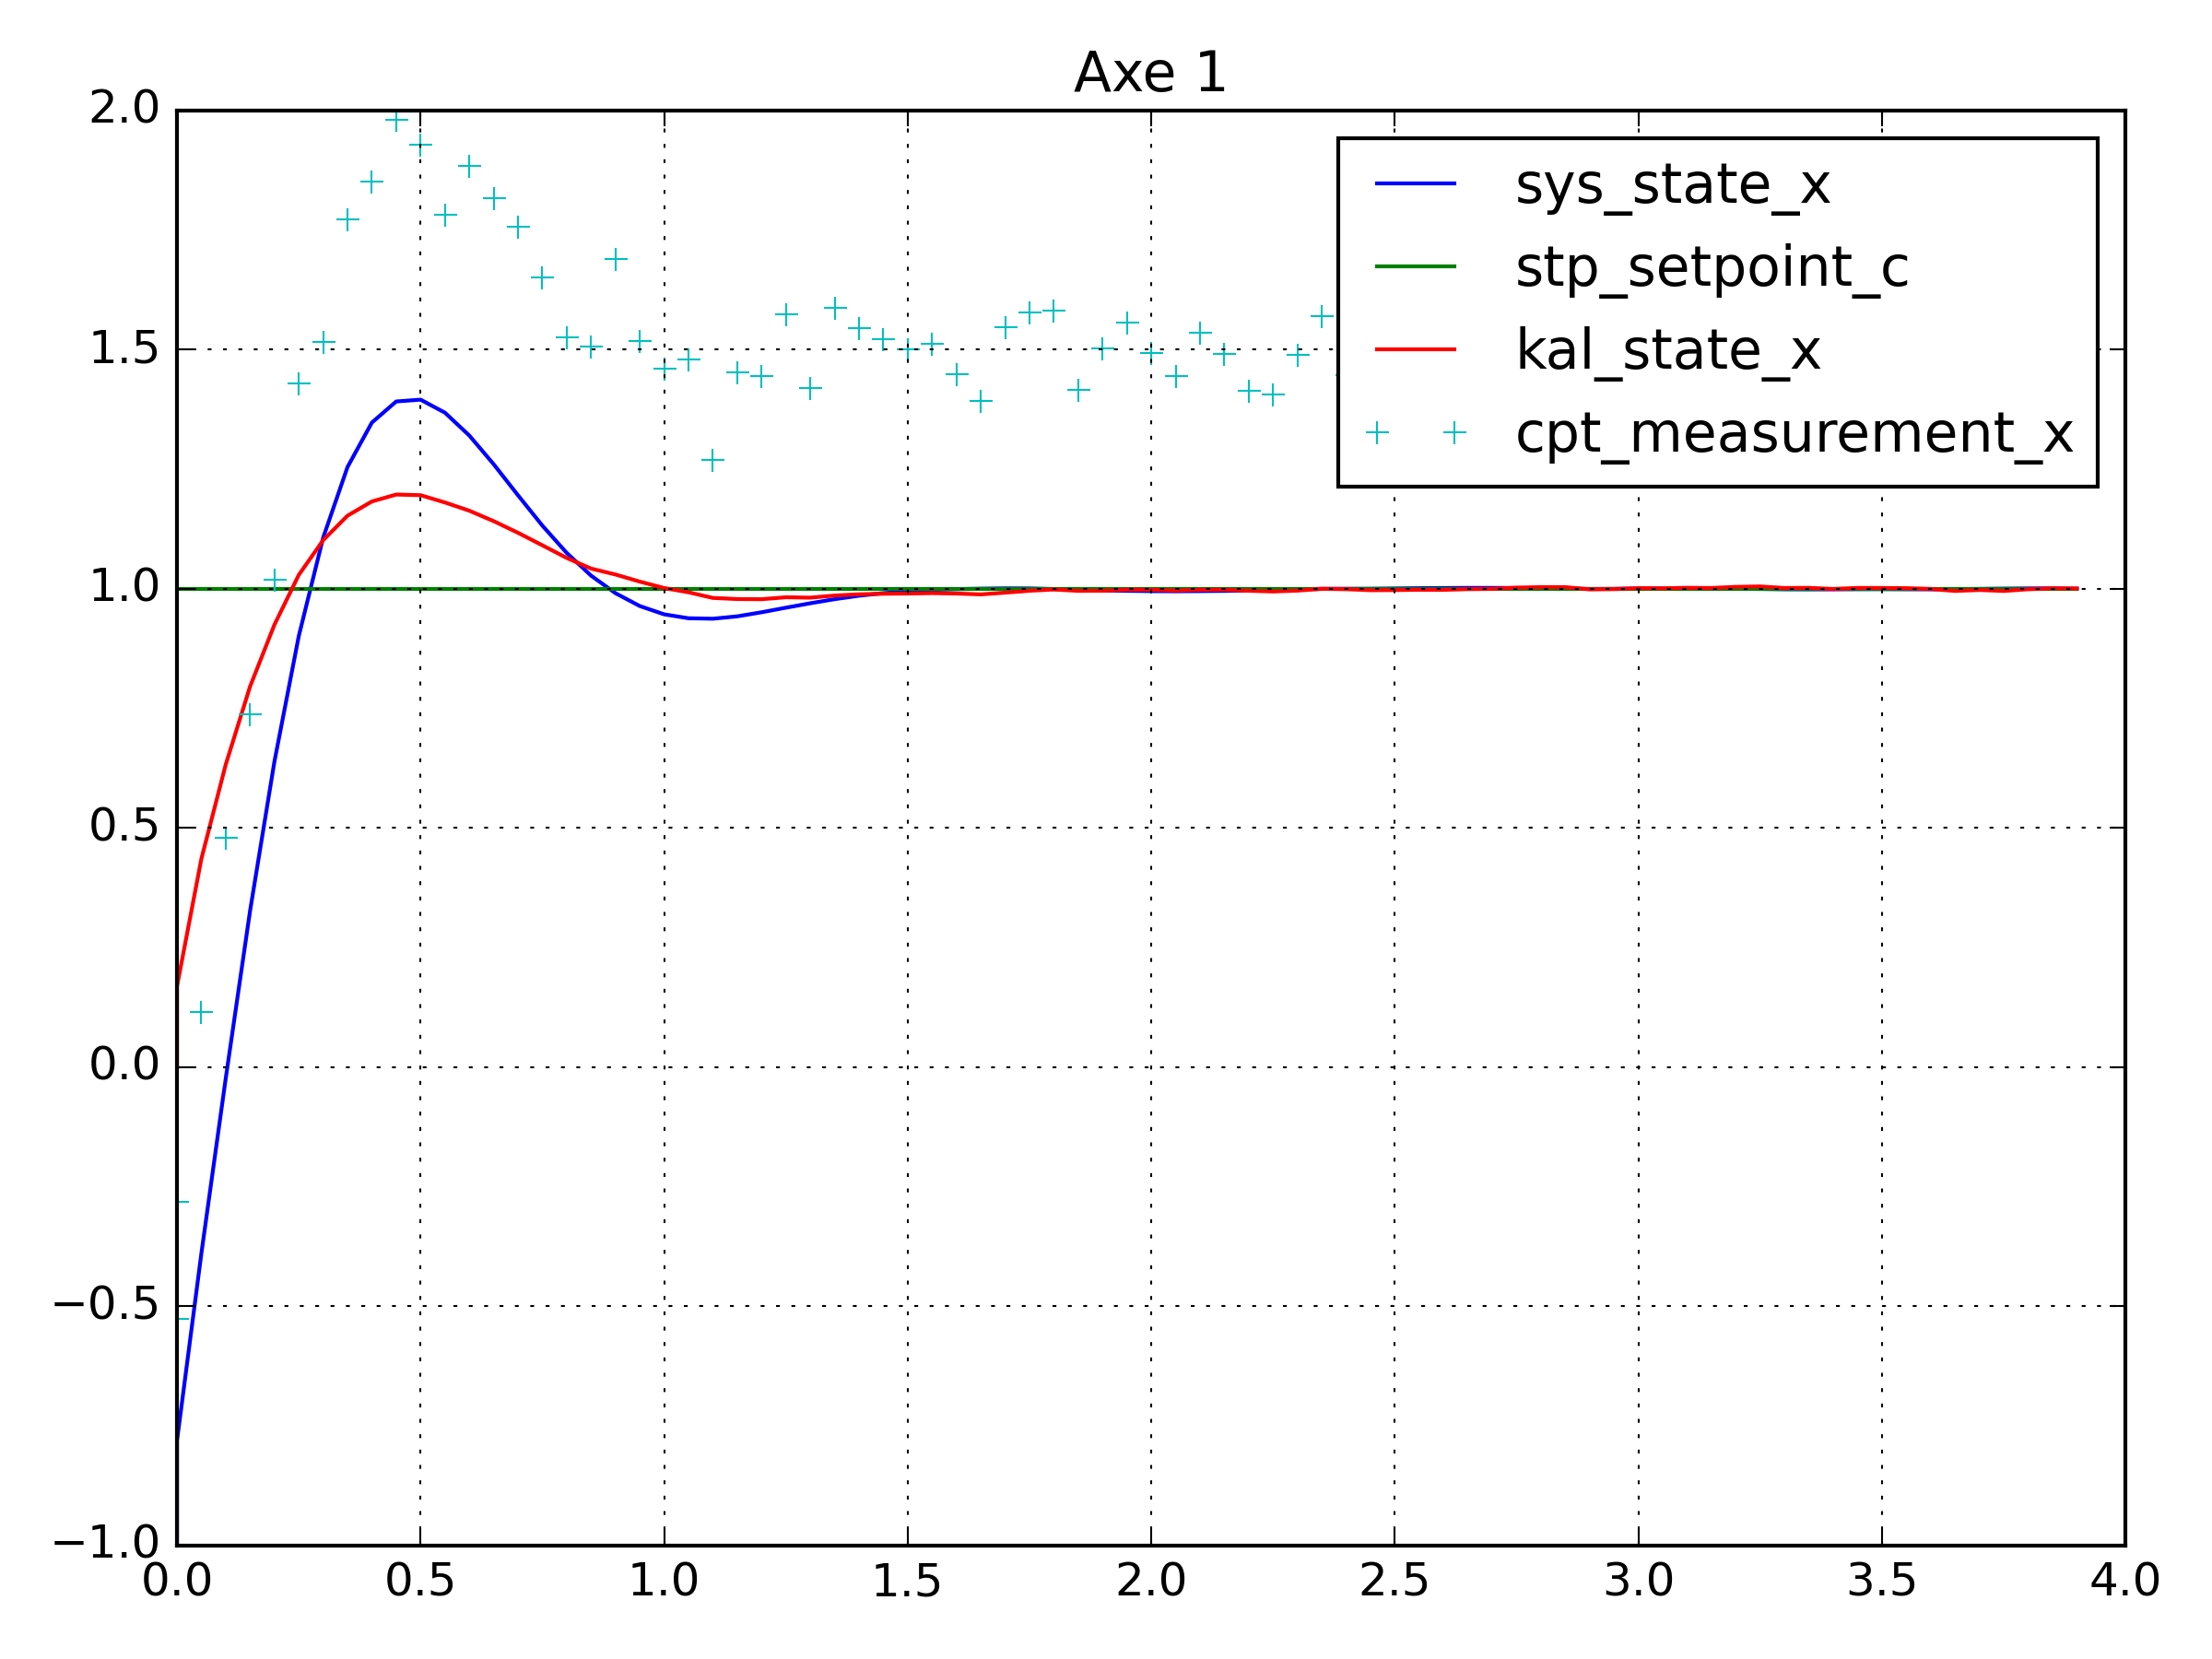 Axe 1
2.0
1.5
1.0
0.5
0.0
−0.5
−1.0
sys_state_x
stp_setpoint_c
kal_state_x
cpt_measurement_x
0.0 0.5 1.0 1.5 2.0 2.5 3.0 3.5 4.0